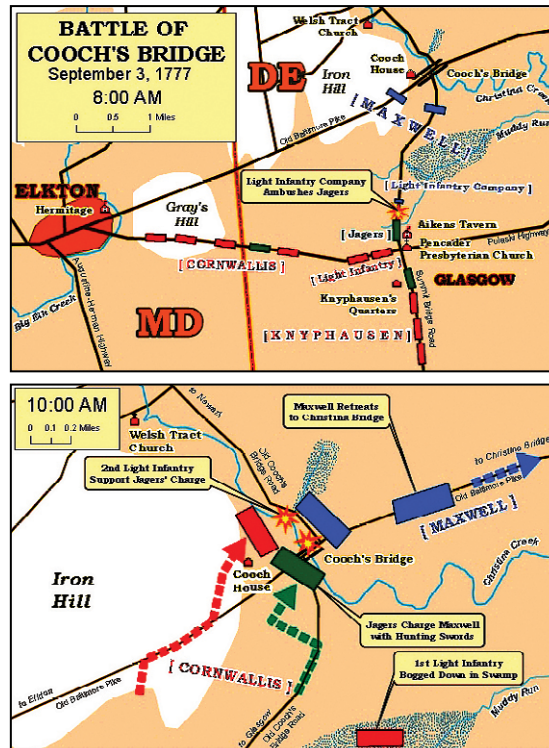 BATTLE OF
COOCH'S BRIDGE
September 3, 1777
8:00 AM
0 0.5 1 Miles
Welsh Tract
Church
DE
Iron
Hill
Cooch
House
Cooch's Bridge
Christina Creek
[ MAXWELL ]
Old Baltimore Pike
Muddy Run
ELKTON
Hermitage
Gray's
Hill
Light Infantry Company
Ambushes Jagers
[ Light Infantry Company ]
[ Jagers ]
Aikens Tavern
Pencader
Presbyterian Church
Pulaski Highway
[ CORNWALLIS ]
[ Light Infantry ]
GLASGOW
Knyphausen's
Quarters
Summit Bridge Road
Big Elk Creek
Augustine-Herman Highway
MD
[ KNYPHAUSEN ]
10:00 AM
0 0.1 0.2 Miles
to Newark
Maxwell Retreats
to Christina Bridge
Welsh Tract
Church
Old Cooch's
Bridge Road
2nd Light Infantry
Support Jagers' Charge
to Christina Bridge
Old Baltimore Pike
[ MAXWELL ]
Cooch's Bridge
Christina Creek
Cooch
House
Iron
Hill
Jagers Charge Maxwell
with Hunting Swords
[ CORNWALLIS ]
1st Light Infantry
Bogged Down in Swamp
to Elkton
Old Baltimore Pike
Muddy Run
to Glasgow
Old Cooch's
Bridge Road